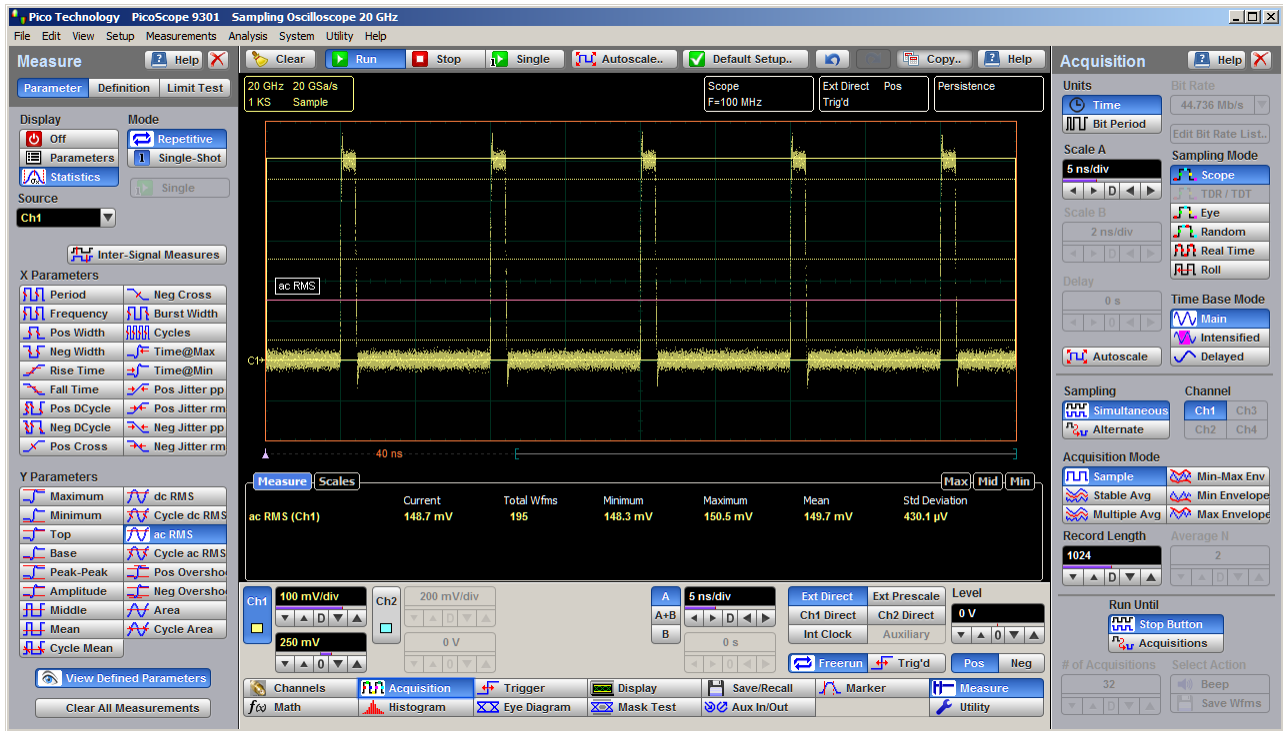 Pico Technology PicoScope 9301 Sampling Oscilloscope 20 GHz
File Edit View Setup Measurements Analysis System Utility Help
Measure Help
Parameter Definition Limit Test
Display Mode
Off Repetitive
Parameters 1 Single-Shot
Statistics
Single
Source
Ch1
Inter-Signal Measures
X Parameters
Period Neg Cross
Frequency Burst Width
Pos Width Cycles
Neg Width Time@Max
Rise Time Time@Min
Fall Time Pos Jitter pp
Pos DCycle Pos Jitter rm
Neg DCycle Neg Jitter pp
Pos Cross Neg Jitter rm
Y Parameters
Maximum dc RMS
Minimum Cycle dc RMS
Top ac RMS
Base Cycle ac RMS
Peak-Peak Pos Oversho
Amplitude Neg Oversho
Middle Area
Mean Cycle Area
Cycle Mean
View Defined Parameters
Clear All Measurements
Clear Run Stop Single Autoscale.. Default Setup.. Copy.. Help
20 GHz 20 GSa/s
1 KS Sample
Scope
F=100 MHz
Ext Direct Pos
Trig'd
Persistence
ac RMS
C1
40 ns
Measure Scales Max Mid Min
Current Total Wfms Minimum Maximum Mean Std Deviation
ac RMS (Ch1) 148.7 mV 195 148.3 mV 150.5 mV 149.7 mV 430.1 µV
Ch1 100 mV/div
D
250 mV
0
Ch2 200 mV/div
D
0 V
0
A 5 ns/div
A+B D
B 0 s
0
Ext Direct Ext Prescale Level
Ch1 Direct Ch2 Direct 0 V
Int Clock Auxiliary 0
Freerun Trig'd Pos Neg
Channels Acquisition Trigger Display Save/Recall Marker Measure
f(x) Math Histogram Eye Diagram Mask Test Aux In/Out Utility
Acquisition Help
Units Bit Rate
Time 44.736 Mb/s
Bit Period Edit Bit Rate List..
Scale A Sampling Mode
5 ns/div Scope
D TDR / TDT
Scale B Eye
2 ns/div Random
D Real Time
Roll
Delay
0 s Time Base Mode
0 Main
Intensified
Autoscale Delayed
Sampling Channel
Simultaneous Ch1 Ch3
Alternate Ch2 Ch4
Acquisition Mode
Sample Min-Max Env
Stable Avg Min Envelope
Multiple Avg Max Envelope
Record Length Average N
1024 2
D D
Run Until
Stop Button
Acquisitions
# of Acquisitions Select Action
32 Beep
D Save Wfms